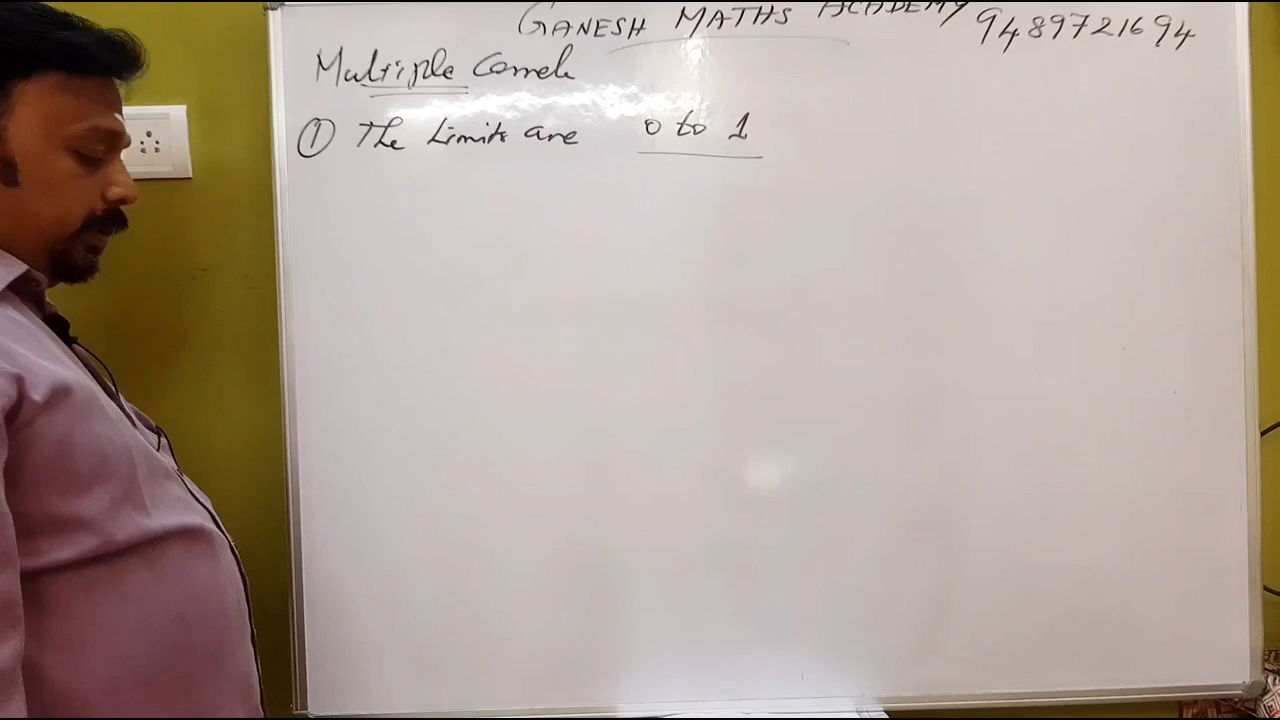 GANESH MATHS ACADEMY 9489721694
Multiple Correl
① The Limits are 0 to 1